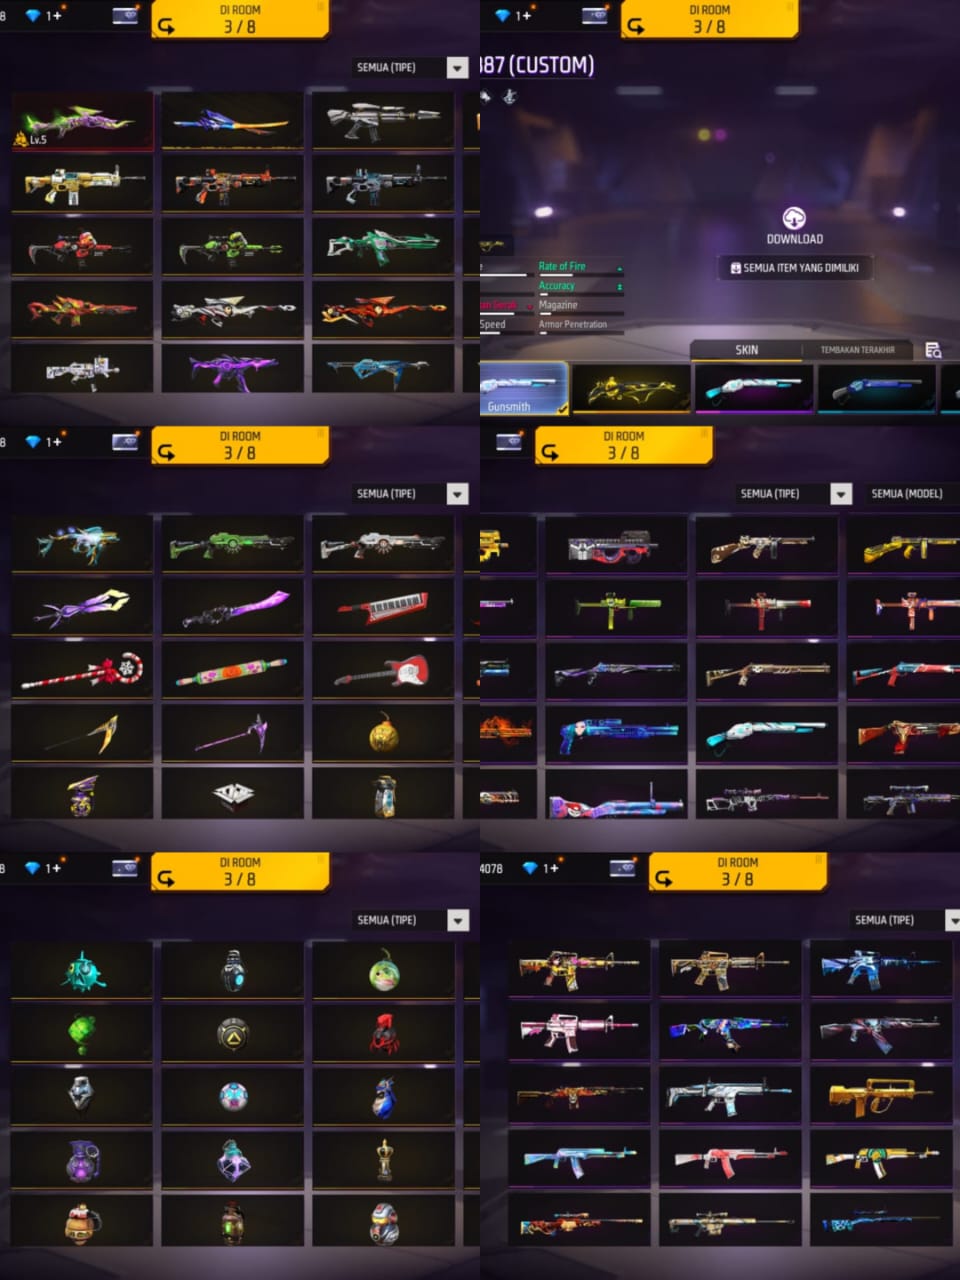 8 1+ DI ROOM
3 / 8
SEMUA (TIPE)
Lv.5
1+ DI ROOM
3 / 8
87 (CUSTOM)
DOWNLOAD
SEMUA ITEM YANG DIMILIKI
Rate of Fire
Accuracy
Magazine
Speed Armor Penetration
SKIN TEMBAKAN TERAKHIR
Gunsmith
8 1+ DI ROOM
3 / 8
SEMUA (TIPE)
DI ROOM
3 / 8
SEMUA (TIPE) SEMUA (MODEL)
8 1+ DI ROOM
3 / 8
SEMUA (TIPE)
4078 1+ DI ROOM
3 / 8
SEMUA (TIPE)